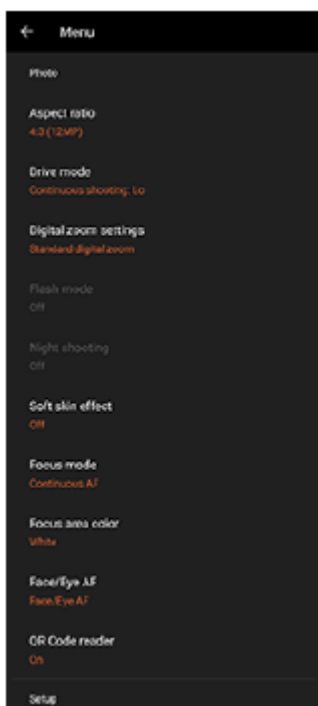 ← Menu
Photo
Aspect ratio
4:3 (12MP)
Drive mode
Continuous shooting: Lo
Digital zoom settings
Standard digital zoom
Flash mode
Off
Night shooting
Off
Soft skin effect
Off
Focus mode
Continuous AF
Focus area color
White
Face/Eye AF
Face/Eye AF
QR Code reader
On
Setup